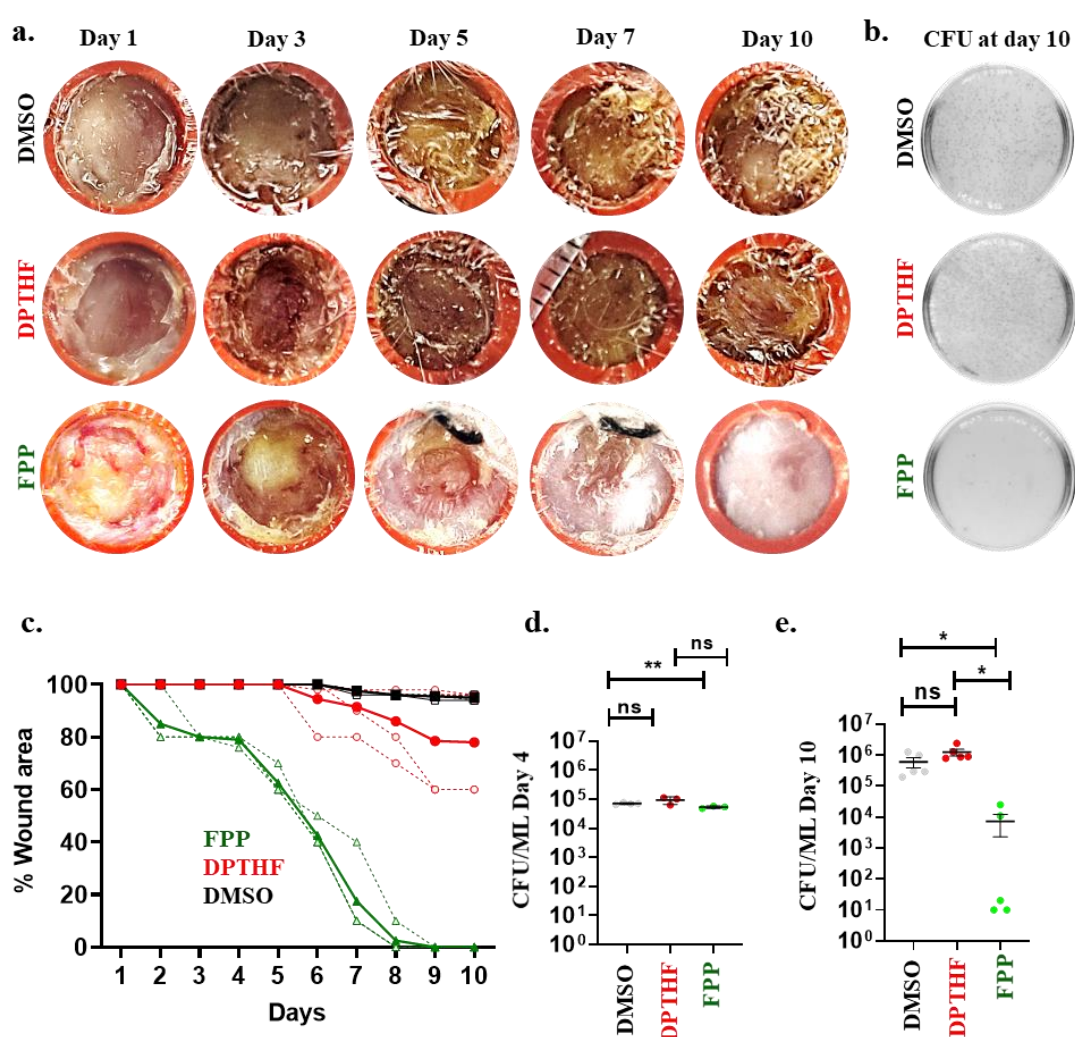 a.
Day 1
Day 3
Day 5
Day 7
Day 10
b.
CFU at day 10
DMSO
DMSO
DPTHF
DPTHF
FPP
FPP
c.
% Wound area
100
80
60
40
20
0
FPP
DPTHF
DMSO
1 2 3 4 5 6 7 8 9 10
Days
d.
ns
**
ns
CFU/ML Day 4
10⁷
10⁶
10⁵
10⁴
10³
10²
10¹
10⁰
DMSO
DPTHF
FPP
e.
*
*
ns
CFU/ML Day 10
10⁷
10⁶
10⁵
10⁴
10³
10²
10¹
10⁰
DMSO
DPTHF
FPP